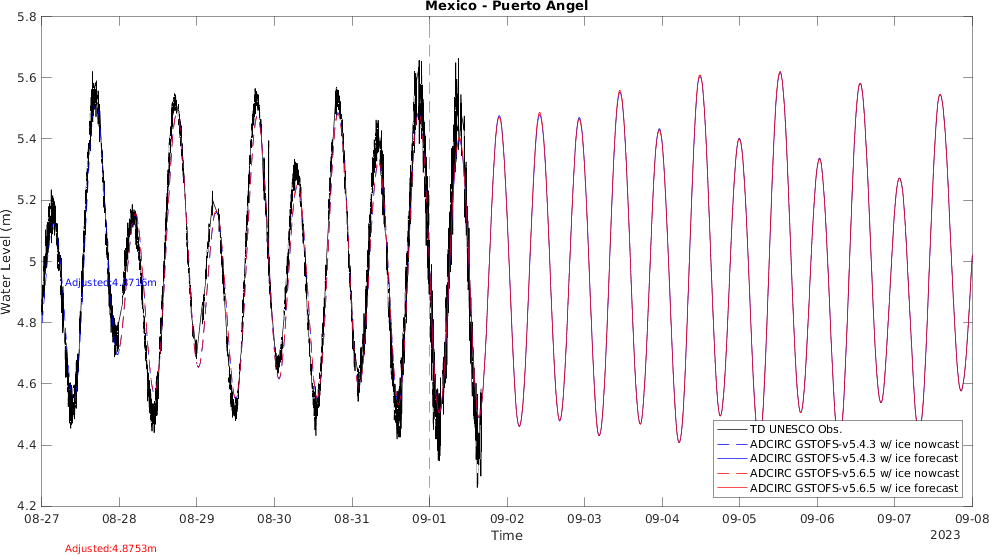 Mexico - Puerto Angel
5.8
5.6
5.4
5.2
5
4.8
4.6
4.4
4.2
Water Level (m)
Adjusted:4.8716m
TD UNESCO Obs.
ADCIRC GSTOFS-v5.4.3 w/ ice nowcast
ADCIRC GSTOFS-v5.4.3 w/ ice forecast
ADCIRC GSTOFS-v5.6.5 w/ ice nowcast
ADCIRC GSTOFS-v5.6.5 w/ ice forecast
08-27 08-28 08-29 08-30 08-31 09-01 09-02 09-03 09-04 09-05 09-06 09-07 09-08
Time
2023
Adjusted:4.8753m